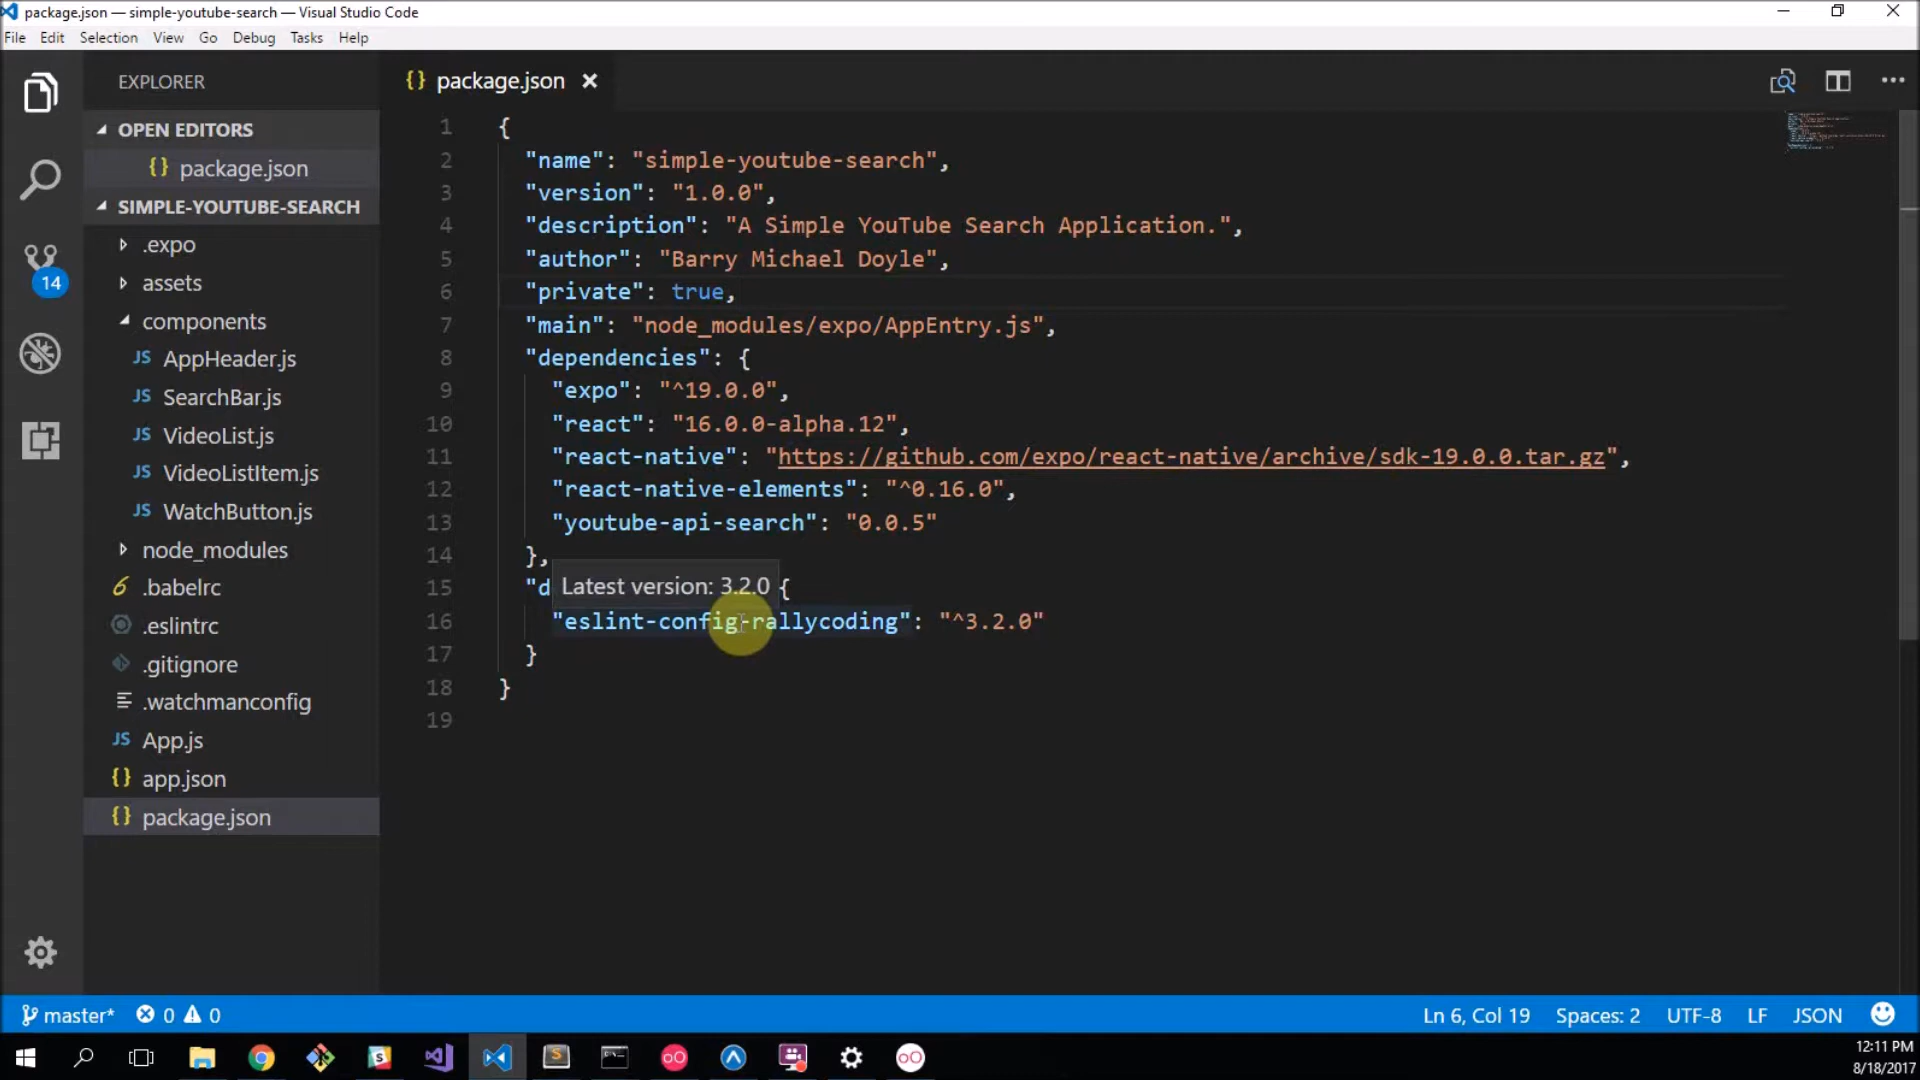 package.json — simple-youtube-search — Visual Studio Code
File Edit Selection View Go Debug Tasks Help
EXPLORER
OPEN EDITORS
{} package.json
SIMPLE-YOUTUBE-SEARCH
.expo
assets
components
JS AppHeader.js
JS SearchBar.js
JS VideoList.js
JS VideoListItem.js
JS WatchButton.js
node_modules
.babelrc
.eslintrc
.gitignore
.watchmanconfig
JS App.js
{} app.json
{} package.json
14
{} package.json
1 {
2 "name": "simple-youtube-search",
3 "version": "1.0.0",
4 "description": "A Simple YouTube Search Application.",
5 "author": "Barry Michael Doyle",
6 "private": true,
7 "main": "node_modules/expo/AppEntry.js",
8 "dependencies": {
9 "expo": "^19.0.0",
10 "react": "16.0.0-alpha.12",
11 "react-native": "https://github.com/expo/react-native/archive/sdk-19.0.0.tar.gz",
12 "react-native-elements": "^0.16.0",
13 "youtube-api-search": "0.0.5"
14 },
15 "d Latest version: 3.2.0 {
16 "eslint-config-rallycoding": "^3.2.0"
17 }
18 }
19
master* 0 0 Ln 6, Col 19 Spaces: 2 UTF-8 LF JSON
12:11 PM
8/18/2017